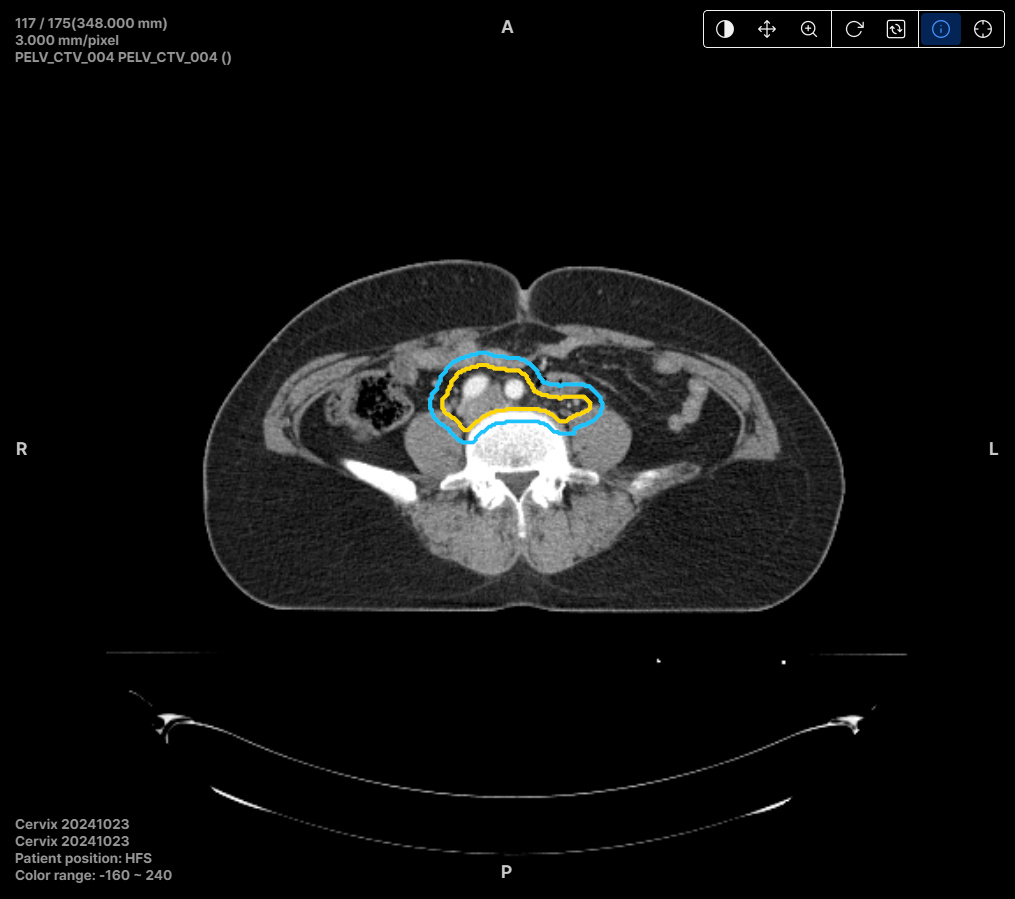 117 / 175(348.000 mm)
3.000 mm/pixel
PELV_CTV_004 PELV_CTV_004 ()
A
R
L
Cervix 20241023
Cervix 20241023
Patient position: HFS
Color range: -160 ~ 240
P